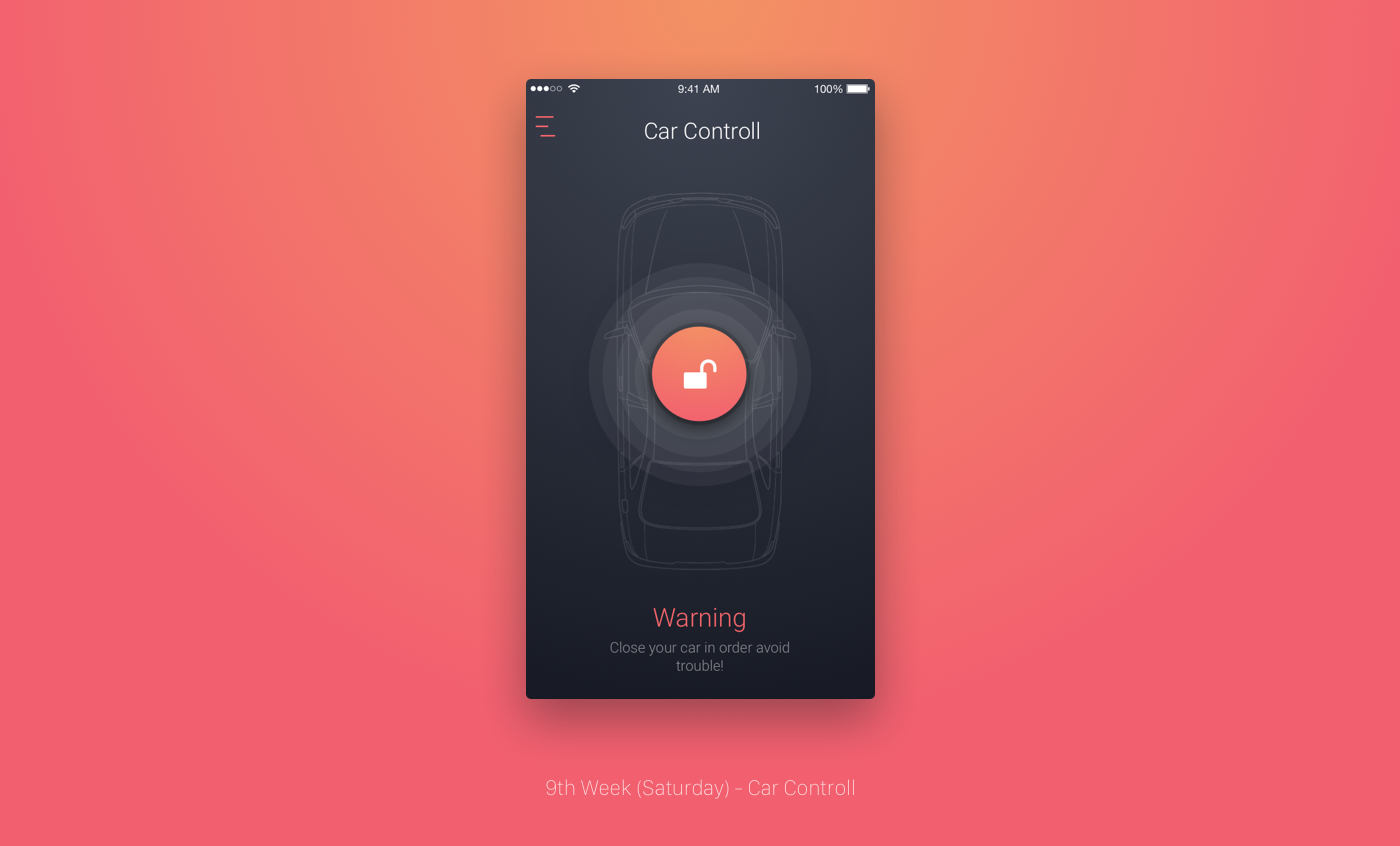 9:41 AM
100%
Car Controll
Warning
Close your car in order avoid
trouble!
9th Week (Saturday) - Car Controll